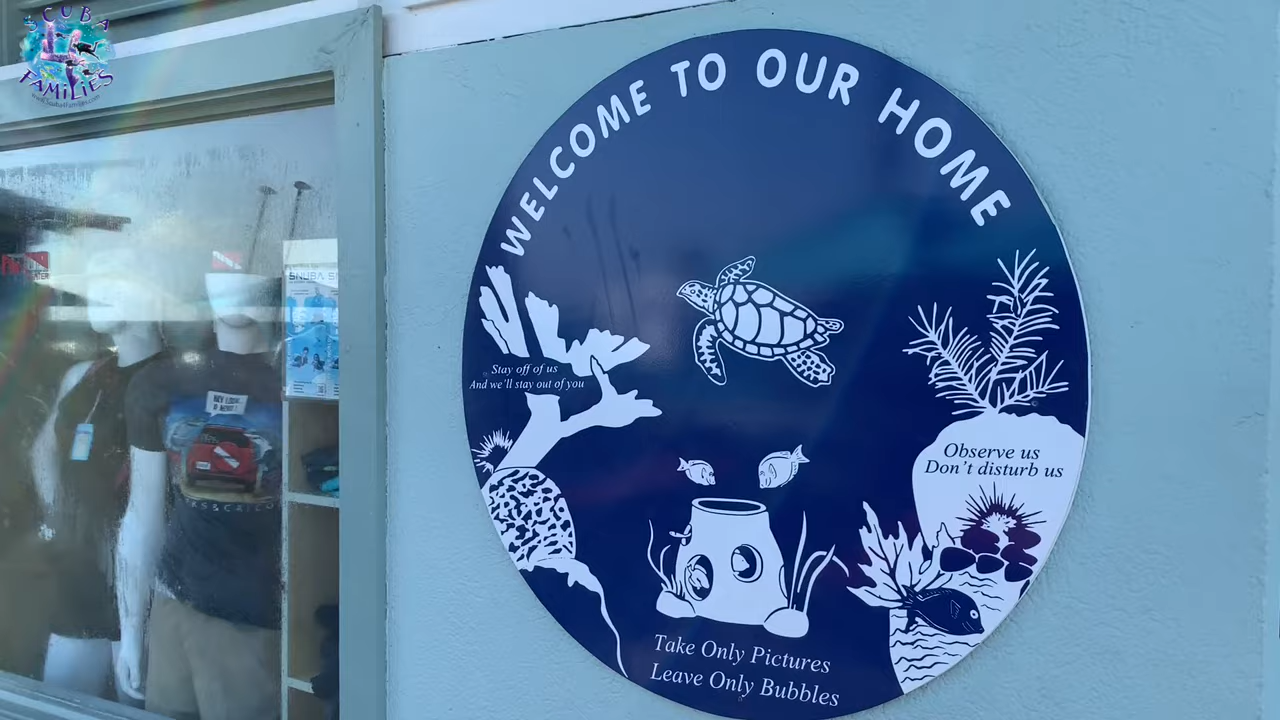 SCUBA
FAMiLiES
WELCOME TO OUR HOME
Stay off of us
And we'll stay out of you
Observe us
Don't disturb us
Take Only Pictures
Leave Only Bubbles
SNUBA
HEY LOOK,